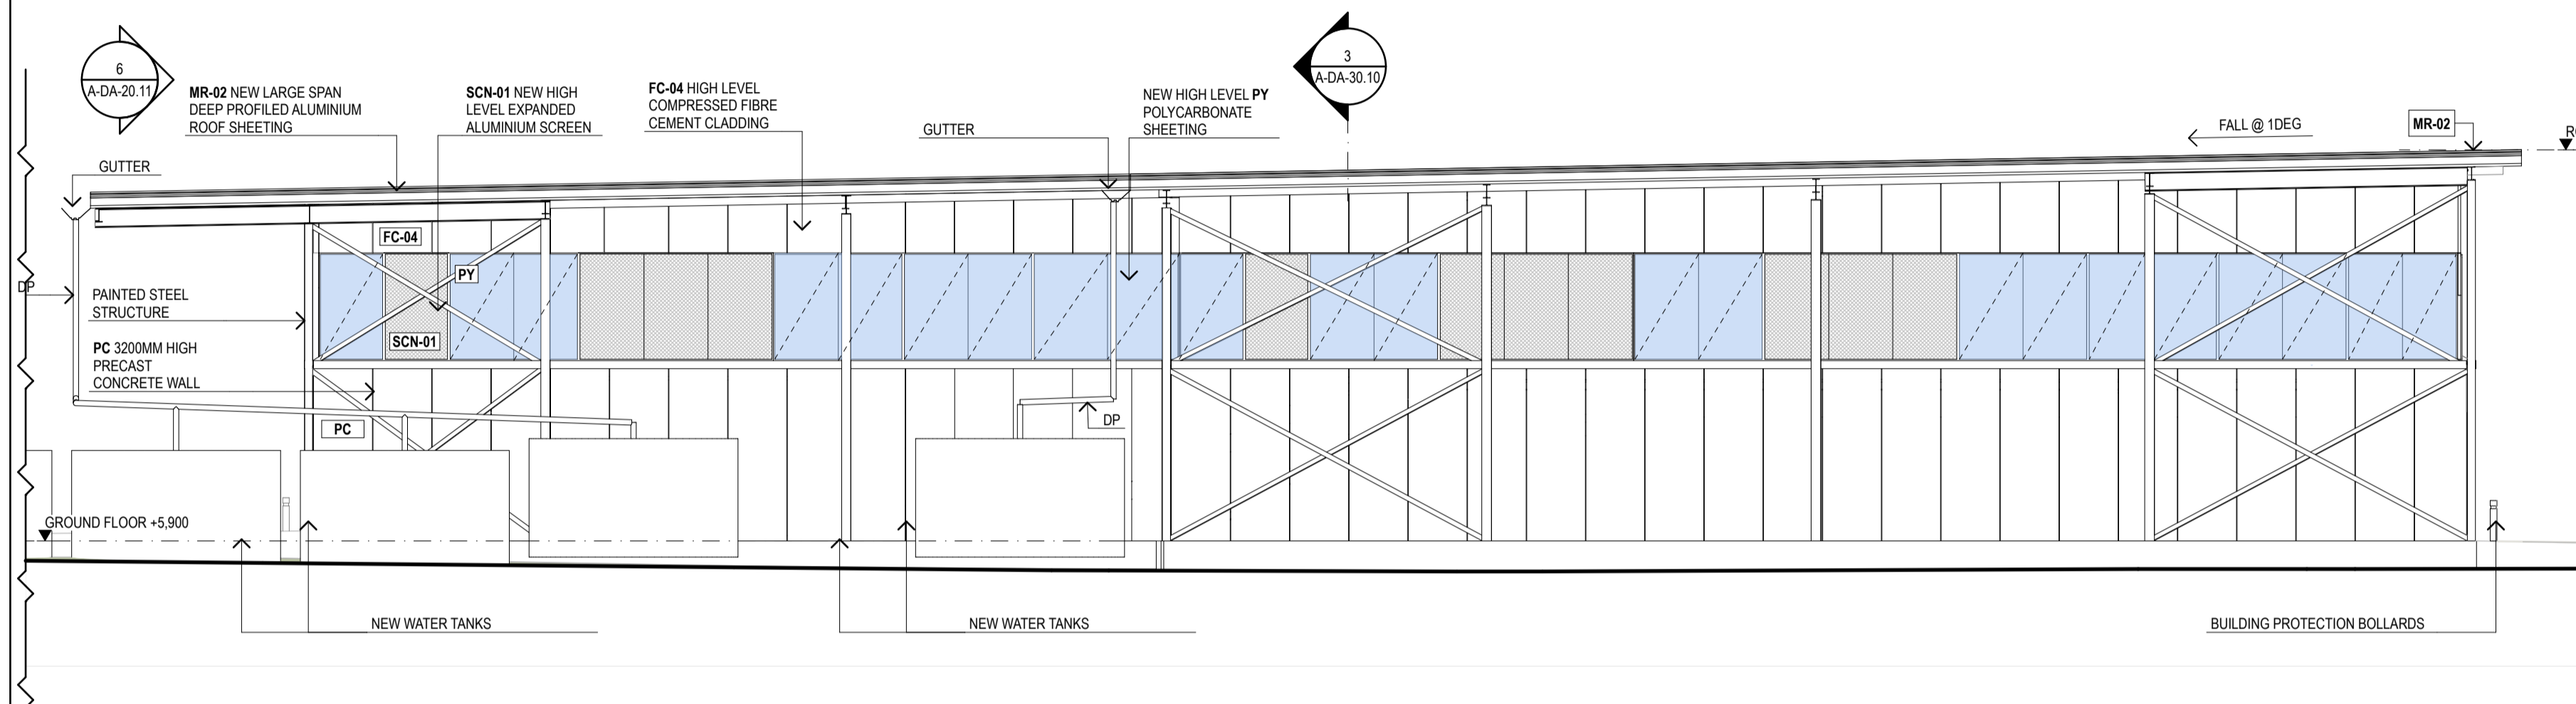 6
A-DA-20.11
MR-02 NEW LARGE SPAN
DEEP PROFILED ALUMINIUM
ROOF SHEETING
SCN-01 NEW HIGH
LEVEL EXPANDED
ALUMINIUM SCREEN
FC-04 HIGH LEVEL
COMPRESSED FIBRE
CEMENT CLADDING
GUTTER
NEW HIGH LEVEL PY
POLYCARBONATE
SHEETING
3
A-DA-30.10
FALL @ 1DEG
MR-02
GUTTER
FC-04
PY
DP
PAINTED STEEL
STRUCTURE
SCN-01
PC 3200MM HIGH
PRECAST
CONCRETE WALL
PC
DP
GROUND FLOOR +5,900
NEW WATER TANKS
NEW WATER TANKS
BUILDING PROTECTION BOLLARDS